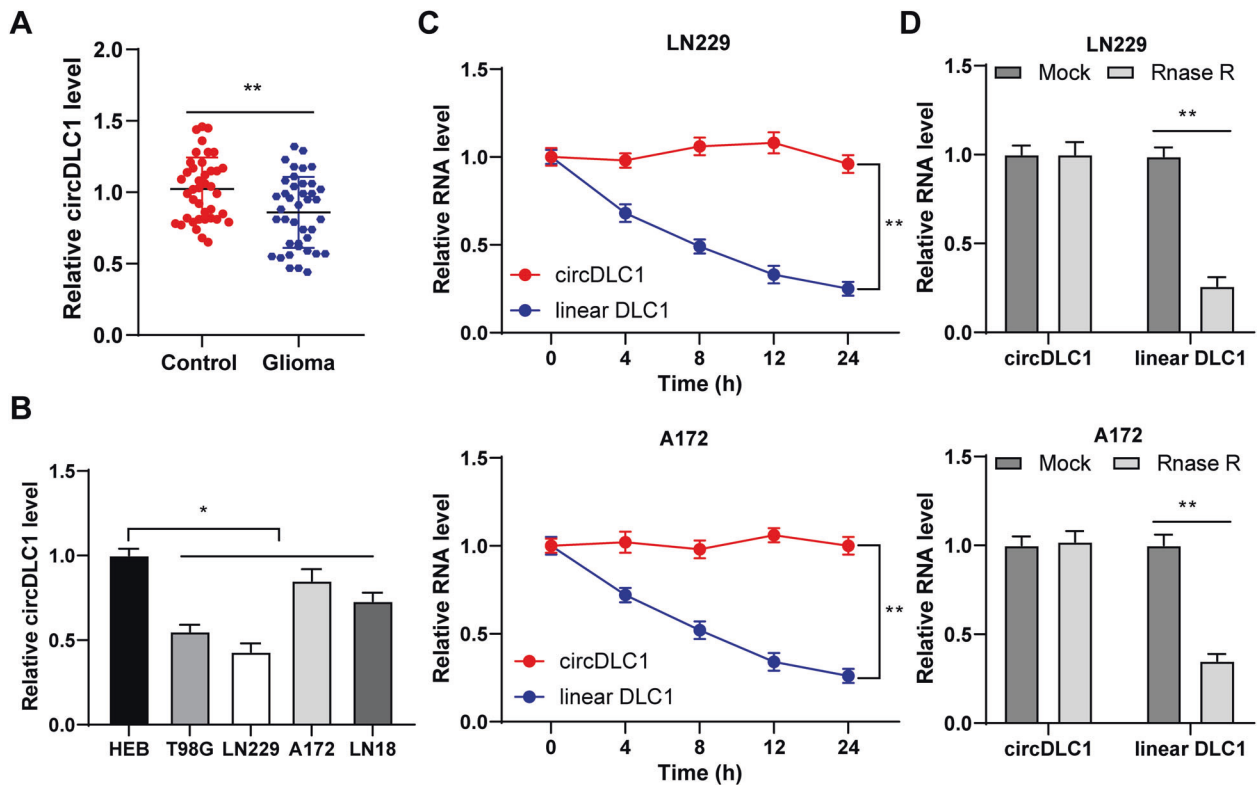 A
Relative circDLC1 level
2.0
1.5
1.0
0.5
0.0
**
Control Glioma
B
Relative circDLC1 level
1.5
1.0
0.5
0.0
*
HEB T98G LN229 A172 LN18
C
LN229
Relative RNA level
1.5
1.0
0.5
0.0
circDLC1
linear DLC1
**
0 4 8 12 24
Time (h)
A172
Relative RNA level
1.5
1.0
0.5
0.0
circDLC1
linear DLC1
**
0 4 8 12 24
Time (h)
D
LN229
Mock Rnase R
Relative RNA level
1.5
1.0
0.5
0.0
**
circDLC1 linear DLC1
A172
Mock Rnase R
Relative RNA level
1.5
1.0
0.5
0.0
**
circDLC1 linear DLC1